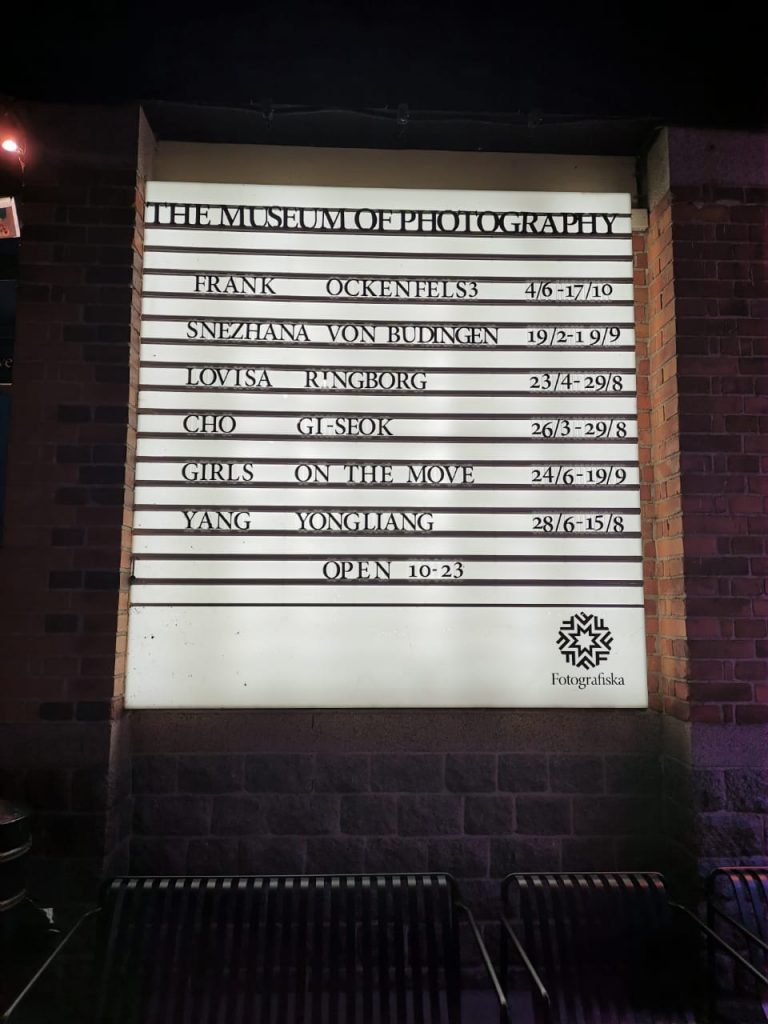 THE MUSEUM OF PHOTOGRAPHY
FRANK OCKENFELS3 4/6-17/10
SNEZHANA VON BUDINGEN 19/2-19/9
LOVISA RINGBORG 23/4-29/8
CHO GI-SEOK 26/3-29/8
GIRLS ON THE MOVE 24/6-19/9
YANG YONGLIANG 28/6-15/8
OPEN 10-23
Fotografiska